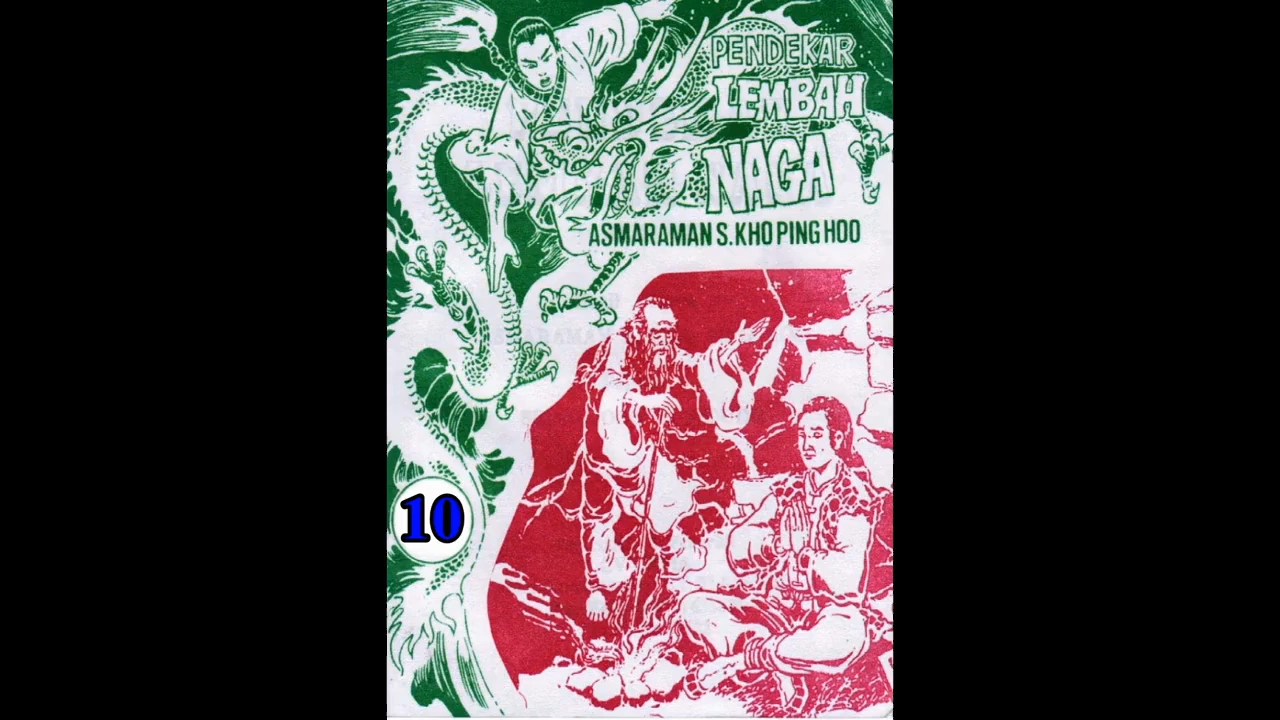 PENDEKAR
LEMBAH
NAGA
ASMARAMAN S. KHO PING HOO
10